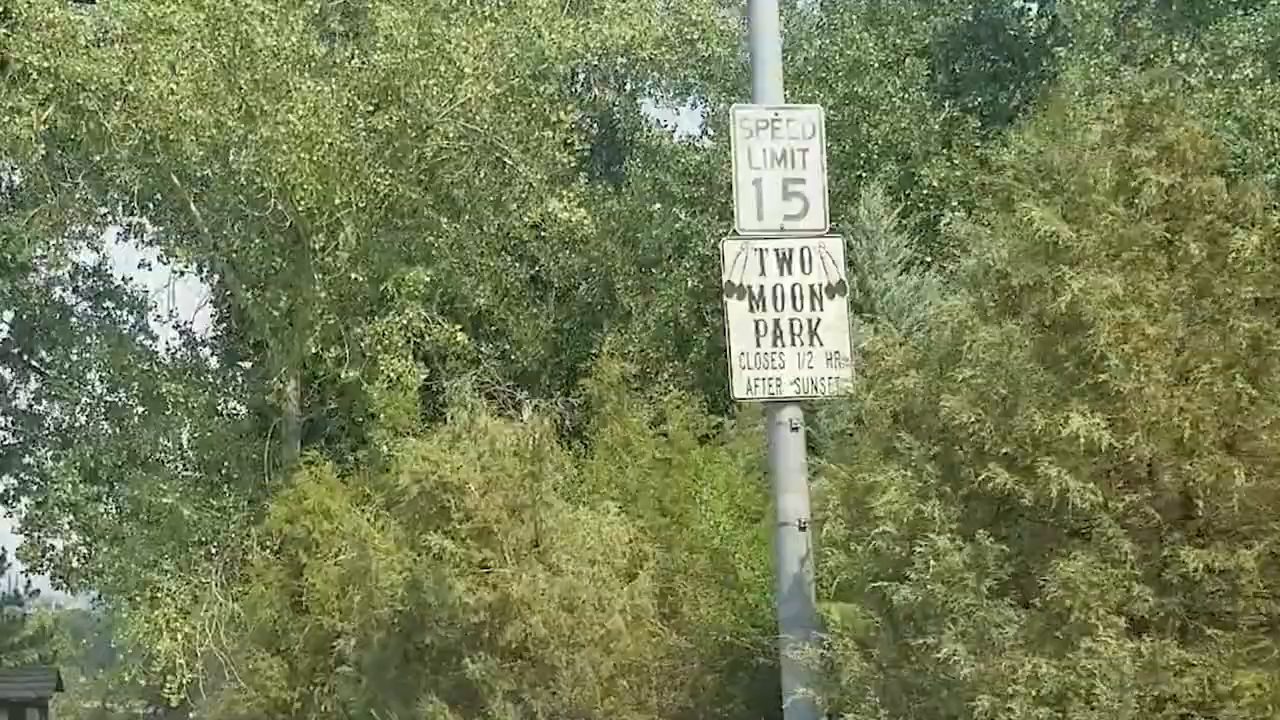 SPEED
LIMIT
15
TWO
MOON
PARK
CLOSES 1/2 HR.
AFTER SUNSET